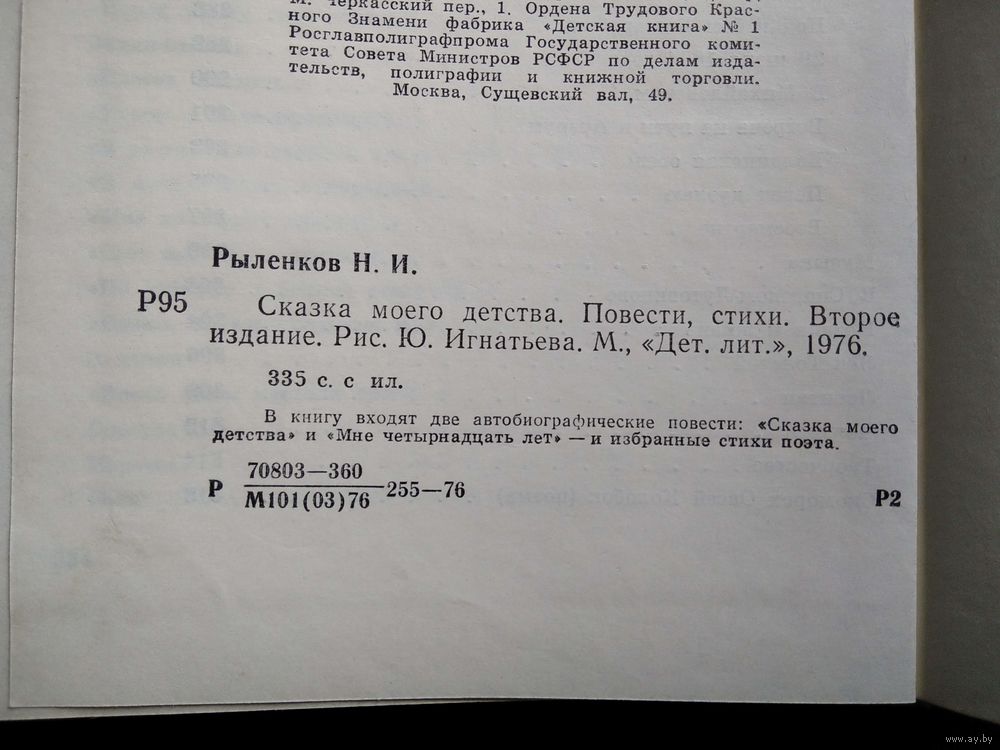 М. Черкасский пер., 1. Ордена Трудового Крас-
ного Знамени фабрика «Детская книга» № 1
Росглавполиграфпрома Государственного коми-
тета Совета Министров РСФСР по делам изда-
тельств, полиграфии и книжной торговли.
Москва, Сущевский вал, 49.
Рыленков Н. И.
Р95
Сказка моего детства. Повести, стихи. Второе
издание. Рис. Ю. Игнатьева. М., «Дет. лит.», 1976.
335 с. с ил.
В книгу входят две автобиографические повести: «Сказка моего
детства» и «Мне четырнадцать лет» — и избранные стихи поэта.
70803—360
Р М101(03)76 255—76 Р2
www.ay.by